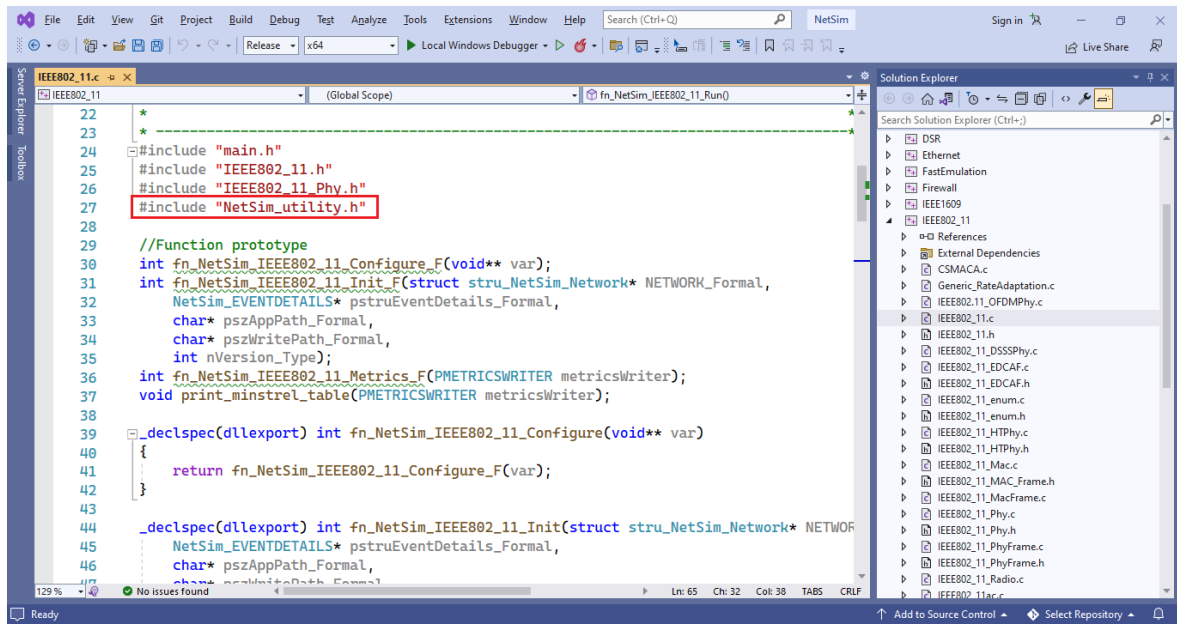 File Edit View Git Project Build Debug Test Analyze Tools Extensions Window Help Search (Ctrl+Q) NetSim Sign in
Release x64 Local Windows Debugger Live Share
Server Explorer
Toolbox
IEEE802_11.c
IEEE802_11 (Global Scope) fn_NetSim_IEEE802_11_Run()
22 * *
23 * ---------------------------------------------------------------------------------*
24 #include "main.h"
25 #include "IEEE802_11.h"
26 #include "IEEE802_11_Phy.h"
27 #include "NetSim_utility.h"
28
29 //Function prototype
30 int fn_NetSim_IEEE802_11_Configure_F(void** var);
31 int fn_NetSim_IEEE802_11_Init_F(struct stru_NetSim_Network* NETWORK_Formal,
32 NetSim_EVENTDETAILS* pstruEventDetails_Formal,
33 char* pszAppPath_Formal,
34 char* pszWritePath_Formal,
35 int nVersion_Type);
36 int fn_NetSim_IEEE802_11_Metrics_F(PMETRICSWRITER metricsWriter);
37 void print_minstrel_table(PMETRICSWRITER metricsWriter);
38
39 _declspec(dllexport) int fn_NetSim_IEEE802_11_Configure(void** var)
40 {
41 return fn_NetSim_IEEE802_11_Configure_F(var);
42 }
43
44 _declspec(dllexport) int fn_NetSim_IEEE802_11_Init(struct stru_NetSim_Network* NETWOR
45 NetSim_EVENTDETAILS* pstruEventDetails_Formal,
46 char* pszAppPath_Formal,
47 char* pszWritePath_Formal
129 % No issues found Ln: 65 Ch: 32 Col: 38 TABS CRLF
Solution Explorer
Search Solution Explorer (Ctrl+;)
DSR
Ethernet
FastEmulation
Firewall
IEEE1609
IEEE802_11
References
External Dependencies
CSMACA.c
Generic_RateAdaptation.c
IEEE802.11_OFDMPhy.c
IEEE802_11.c
IEEE802_11.h
IEEE802_11_DSSSPhy.c
IEEE802_11_EDCAF.c
IEEE802_11_EDCAF.h
IEEE802_11_enum.c
IEEE802_11_enum.h
IEEE802_11_HTPhy.c
IEEE802_11_HTPhy.h
IEEE802_11_Mac.c
IEEE802_11_MAC_Frame.h
IEEE802_11_MacFrame.c
IEEE802_11_Phy.c
IEEE802_11_Phy.h
IEEE802_11_PhyFrame.c
IEEE802_11_PhyFrame.h
IEEE802_11_Radio.c
IEEE802_11ac.c
Ready Add to Source Control Select Repository